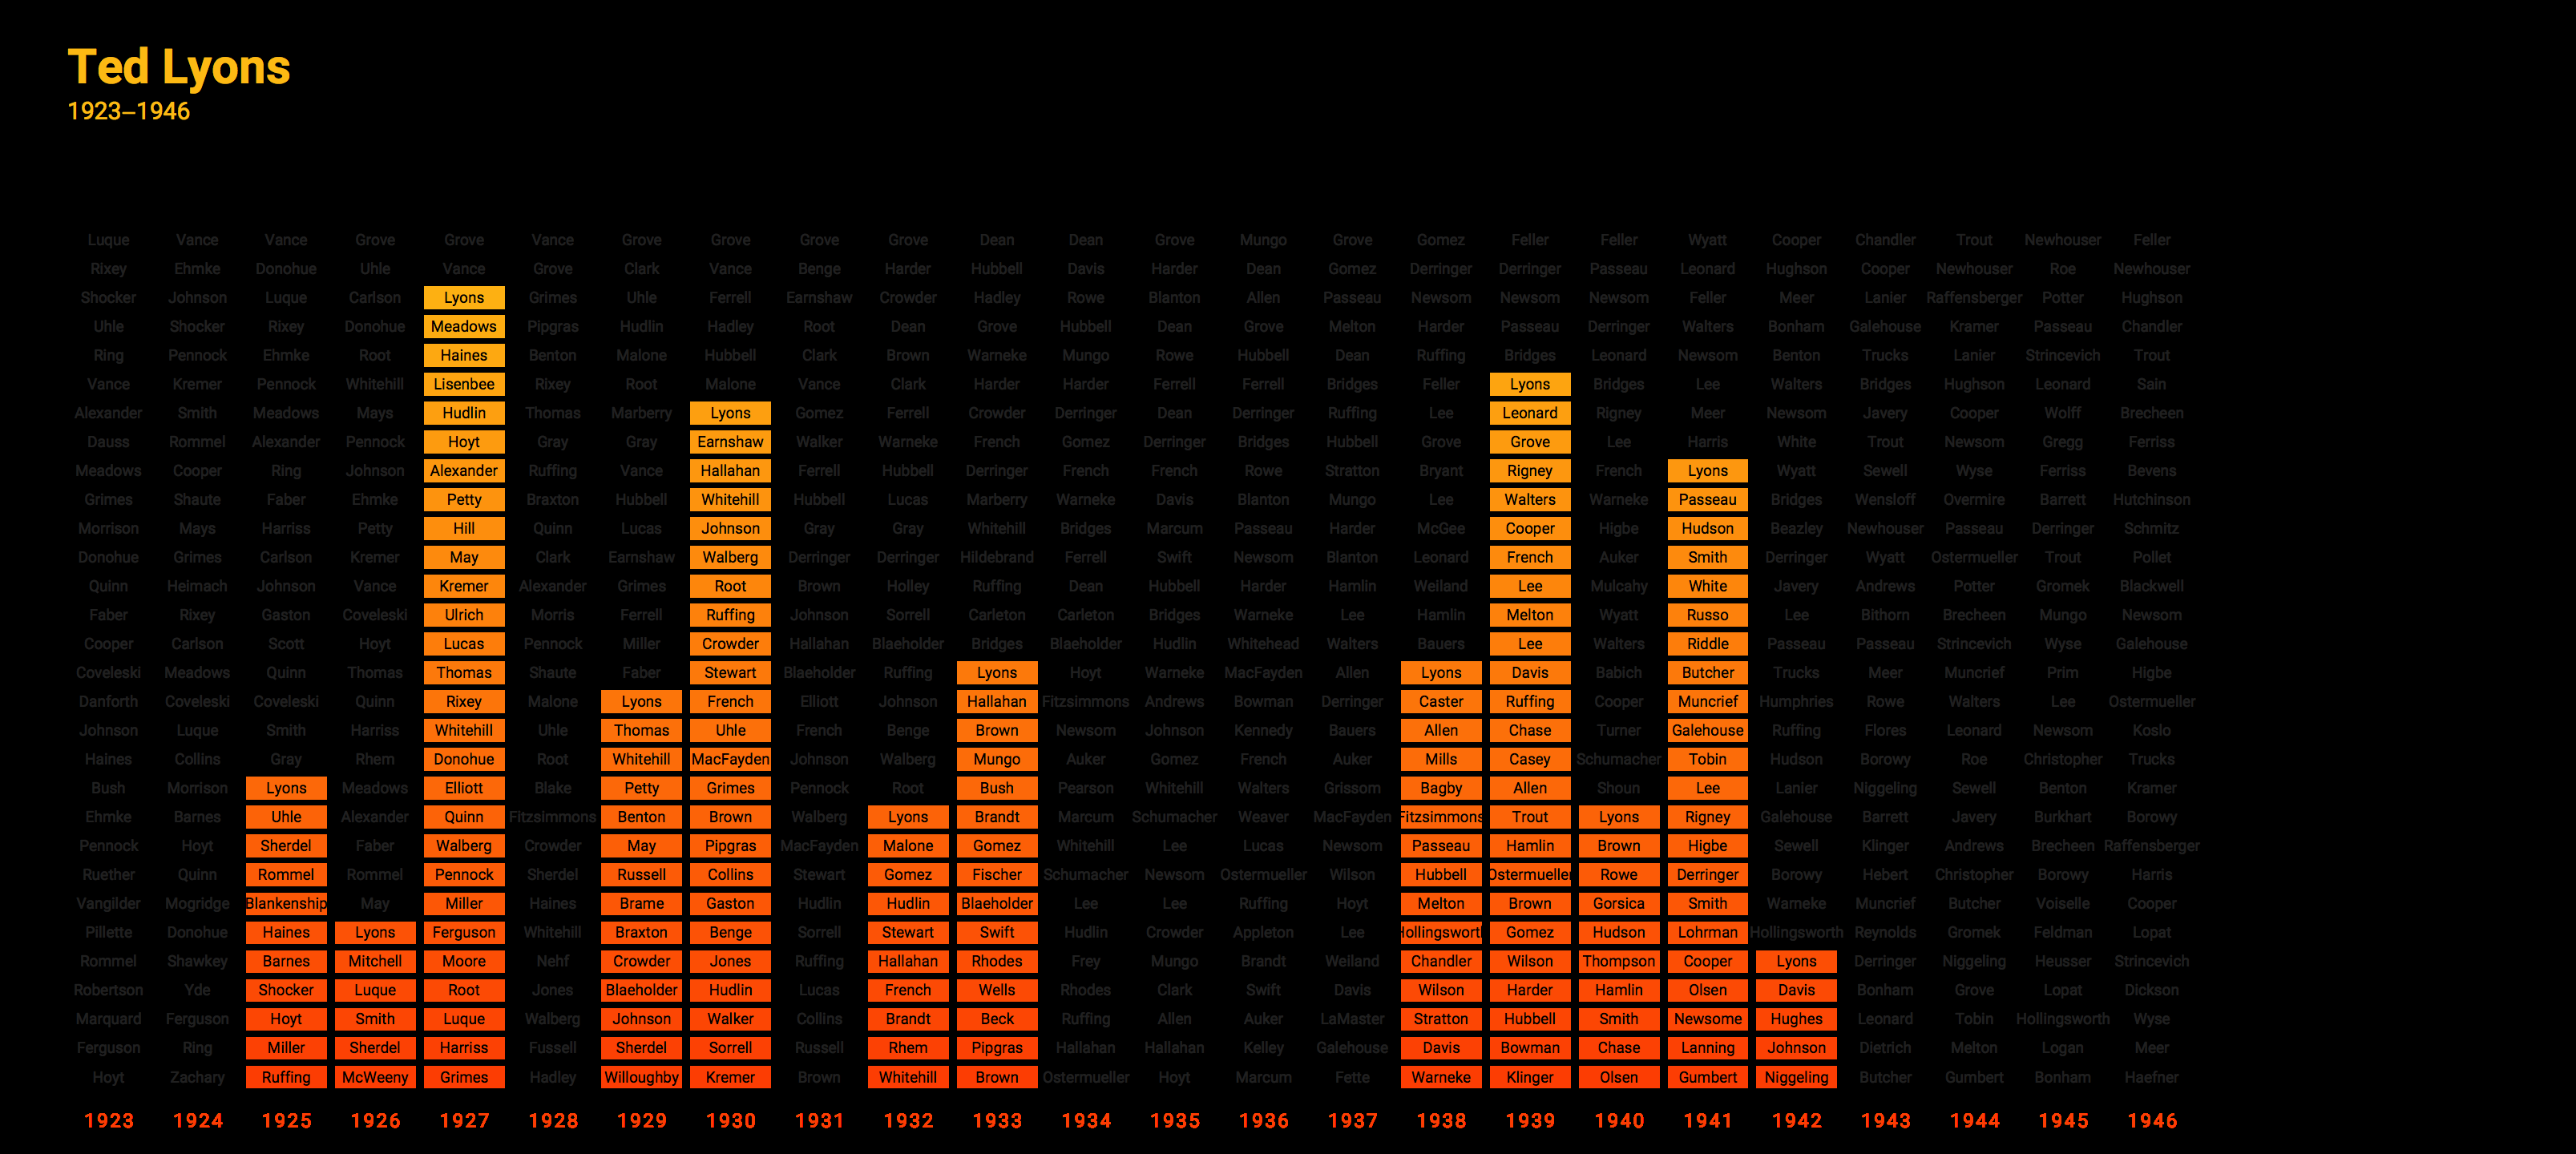 Ted Lyons
1923–1946
Luque Vance Vance Grove Grove Vance Grove Grove Grove Grove Dean Dean Grove Mungo Grove Gomez Feller Feller Wyatt Cooper Chandler Trout Newhouser Feller
Rixey Ehmke Donohue Uhle Vance Grove Clark Vance Benge Harder Hubbell Davis Harder Dean Gomez Derringer Derringer Passeau Leonard Hughson Cooper Newhouser Roe Newhouser
Shocker Johnson Luque Carlson Lyons Grimes Uhle Ferrell Earnshaw Crowder Hadley Rowe Blanton Allen Passeau Newsom Newsom Newsom Feller Meer Lanier Raffensberger Potter Hughson
Uhle Shocker Rixey Donohue Meadows Pipgras Hudlin Hadley Root Dean Grove Hubbell Dean Grove Melton Harder Passeau Derringer Walters Bonham Galehouse Kramer Passeau Chandler
Ring Pennock Ehmke Root Haines Benton Malone Hubbell Clark Brown Warneke Mungo Rowe Hubbell Dean Ruffing Bridges Leonard Newsom Benton Trucks Lanier Strincevich Trout
Vance Kremer Pennock Whitehill Lisenbee Rixey Root Malone Vance Clark Harder Harder Ferrell Ferrell Bridges Feller Lyons Bridges Lee Walters Bridges Hughson Leonard Sain
Alexander Smith Meadows Mays Hudlin Thomas Marberry Lyons Gomez Ferrell Crowder Derringer Dean Derringer Ruffing Lee Leonard Rigney Meer Newsom Javery Cooper Wolff Brecheen
Dauss Rommel Alexander Pennock Hoyt Gray Gray Earnshaw Walker Warneke French Gomez Derringer Bridges Hubbell Grove Grove Lee Harris White Trout Newsom Gregg Ferriss
Meadows Cooper Ring Johnson Alexander Ruffing Vance Hallahan Ferrell Hubbell Derringer French French Rowe Stratton Bryant Rigney French Lyons Wyatt Sewell Wyse Ferriss Bevens
Grimes Shaute Faber Ehmke Petty Braxton Hubbell Whitehill Hubbell Lucas Marberry Warneke Davis Blanton Mungo Lee Walters Warneke Passeau Bridges Wensloff Overmire Barrett Hutchinson
Morrison Mays Harriss Petty Hill Quinn Lucas Johnson Gray Gray Whitehill Bridges Marcum Passeau Harder McGee Cooper Higbe Hudson Beazley Newhouser Passeau Derringer Schmitz
Donohue Grimes Carlson Kremer May Clark Earnshaw Walberg Derringer Derringer Hildebrand Ferrell Swift Newsom Blanton Leonard French Auker Smith Derringer Wyatt Ostermueller Trout Pollet
Quinn Heimach Johnson Vance Kremer Alexander Grimes Root Brown Holley Ruffing Dean Hubbell Harder Hamlin Weiland Lee Mulcahy White Javery Andrews Potter Gromek Blackwell
Faber Rixey Gaston Coveleski Ulrich Morris Ferrell Ruffing Johnson Sorrell Carleton Carleton Bridges Warneke Lee Hamlin Melton Wyatt Russo Lee Bithorn Brecheen Mungo Newsom
Cooper Carlson Scott Hoyt Lucas Pennock Miller Crowder Hallahan Blaeholder Bridges Blaeholder Hudlin Whitehead Walters Bauers Lee Walters Riddle Passeau Passeau Strincevich Wyse Galehouse
Coveleski Meadows Quinn Thomas Thomas Shaute Faber Stewart Blaeholder Ruffing Lyons Hoyt Warneke MacFayden Allen Lyons Davis Babich Butcher Trucks Meer Muncrief Prim Higbe
Danforth Coveleski Coveleski Quinn Rixey Malone Lyons French Elliott Johnson Hallahan Fitzsimmons Andrews Bowman Derringer Caster Ruffing Cooper Muncrief Humphries Rowe Walters Lee Ostermueller
Johnson Luque Smith Harriss Whitehill Uhle Thomas Uhle French Benge Brown Newsom Johnson Kennedy Bauers Allen Chase Turner Galehouse Ruffing Flores Leonard Newsom Koslo
Haines Collins Gray Rhem Donohue Root Whitehill MacFayden Johnson Walberg Mungo Auker Gomez French Auker Mills Casey Schumacher Tobin Hudson Borowy Roe Christopher Trucks
Bush Morrison Lyons Meadows Elliott Blake Petty Grimes Pennock Root Bush Pearson Whitehill Walters Grissom Bagby Allen Shoun Lee Lanier Niggeling Sewell Benton Kramer
Ehmke Barnes Uhle Alexander Quinn Fitzsimmons Benton Brown Walberg Lyons Brandt Marcum Schumacher Weaver MacFayden Fitzsimmons Trout Lyons Rigney Galehouse Barrett Javery Burkhart Borowy
Pennock Hoyt Sherdel Faber Walberg Crowder May Pipgras MacFayden Malone Gomez Whitehill Lee Lucas Newsom Passeau Hamlin Brown Higbe Sewell Klinger Andrews Brecheen Raffensberger
Ruether Quinn Rommel Rommel Pennock Sherdel Russell Collins Stewart Gomez Fischer Schumacher Newsom Ostermueller Wilson Hubbell Ostermueller Rowe Derringer Borowy Hebert Christopher Borowy Harris
Vangilder Mogridge Blankenship May Miller Haines Brame Gaston Hudlin Hudlin Blaeholder Lee Lee Ruffing Hoyt Melton Brown Gorsica Smith Warneke Muncrief Butcher Voiselle Cooper
Pillette Donohue Haines Lyons Ferguson Whitehill Braxton Benge Sorrell Stewart Swift Hudlin Crowder Appleton Lee Hollingsworth Gomez Hudson Lohrman Hollingsworth Reynolds Gromek Feldman Lopat
Rommel Shawkey Barnes Mitchell Moore Nehf Crowder Jones Ruffing Hallahan Rhodes Frey Mungo Brandt Weiland Chandler Wilson Thompson Cooper Lyons Derringer Niggeling Heusser Strincevich
Robertson Yde Shocker Luque Root Jones Blaeholder Hudlin Lucas French Wells Rhodes Clark Swift Davis Wilson Harder Hamlin Olsen Davis Bonham Grove Lopat Dickson
Marquard Ferguson Hoyt Smith Luque Walberg Johnson Walker Collins Brandt Beck Ruffing Allen Auker LaMaster Stratton Hubbell Smith Newsome Hughes Leonard Tobin Hollingsworth Wyse
Ferguson Ring Miller Sherdel Harriss Fussell Sherdel Sorrell Russell Rhem Pipgras Hallahan Hallahan Kelley Galehouse Davis Bowman Chase Lanning Johnson Dietrich Melton Logan Meer
Hoyt Zachary Ruffing McWeeny Grimes Hadley Willoughby Kremer Brown Whitehill Brown Ostermueller Hoyt Marcum Fette Warneke Klinger Olsen Gumbert Niggeling Butcher Gumbert Bonham Haefner
1923 1924 1925 1926 1927 1928 1929 1930 1931 1932 1933 1934 1935 1936 1937 1938 1939 1940 1941 1942 1943 1944 1945 1946